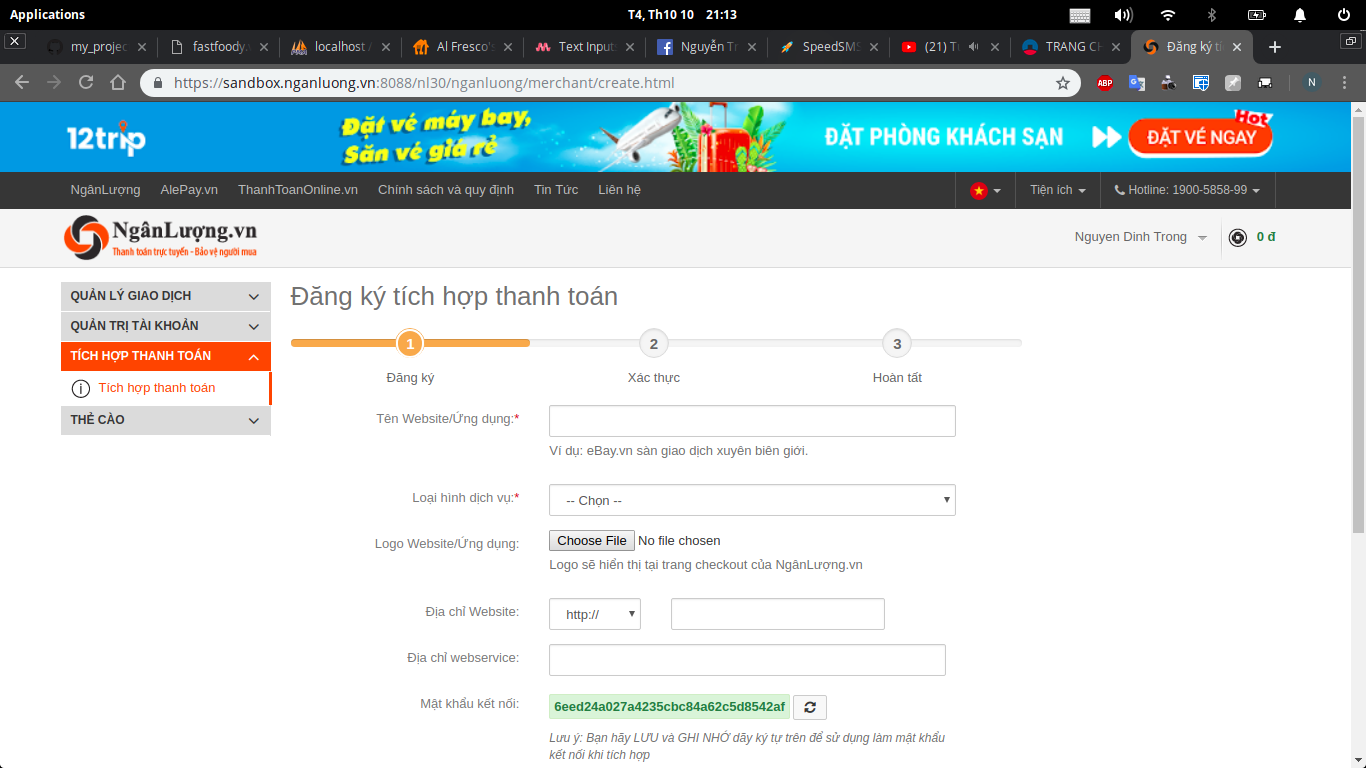 Applications
T4, Th10 10 21:13
my_projec
fastfoody.
localhost /
Al Fresco's
Text Input
Nguyễn Tr
SpeedSMS
(21) T
TRANG CH
Đăng ký tí
https://sandbox.nganluong.vn:8088/nl30/nganluong/merchant/create.html
ABP
N
12trip
Đặt vé máy bay,
Săn vé giá rẻ
ĐẶT PHÒNG KHÁCH SẠN
Hot
ĐẶT VÉ NGAY
NgânLượng
AlePay.vn
ThanhToanOnline.vn
Chính sách và quy định
Tin Tức
Liên hệ
Tiện ích
Hotline: 1900-5858-99
NgânLượng.vn
Thanh toán trực tuyến - Bảo vệ người mua
Nguyen Dinh Trong
0 đ
QUẢN LÝ GIAO DỊCH
QUẢN TRỊ TÀI KHOẢN
TÍCH HỢP THANH TOÁN
Tích hợp thanh toán
THẺ CÀO
Đăng ký tích hợp thanh toán
1 2 3
Đăng ký Xác thực Hoàn tất
Tên Website/Ứng dụng:*
Ví dụ: eBay.vn sàn giao dịch xuyên biên giới.
Loại hình dịch vụ:* -- Chọn --
Logo Website/Ứng dụng: Choose File No file chosen
Logo sẽ hiển thị tại trang checkout của NgânLượng.vn
Địa chỉ Website: http://
Địa chỉ webservice:
Mật khẩu kết nối: 6eed24a027a4235cbc84a62c5d8542af
Lưu ý: Bạn hãy LƯU và GHI NHỚ dãy ký tự trên để sử dụng làm mật khẩu
kết nối khi tích hợp